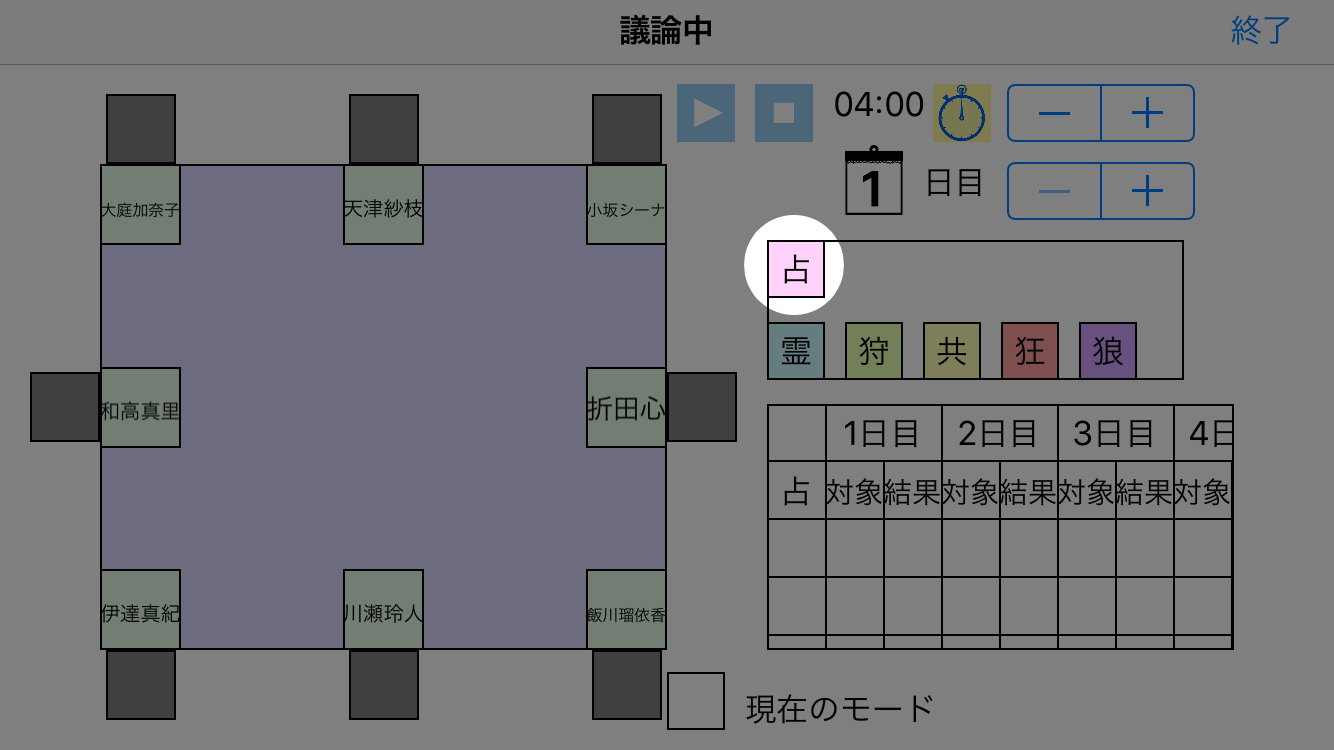 議論中
終了
04:00
1 日目
大庭加奈子 天津紗枝 小坂シーナ
占
霊 狩 共 狂 狼
和高真里 折田心
1日目 2日目 3日目 4日
占 対象 結果 対象 結果 対象 結果 対象
伊達真紀 川瀬玲人 飯川瑠依香
現在のモード